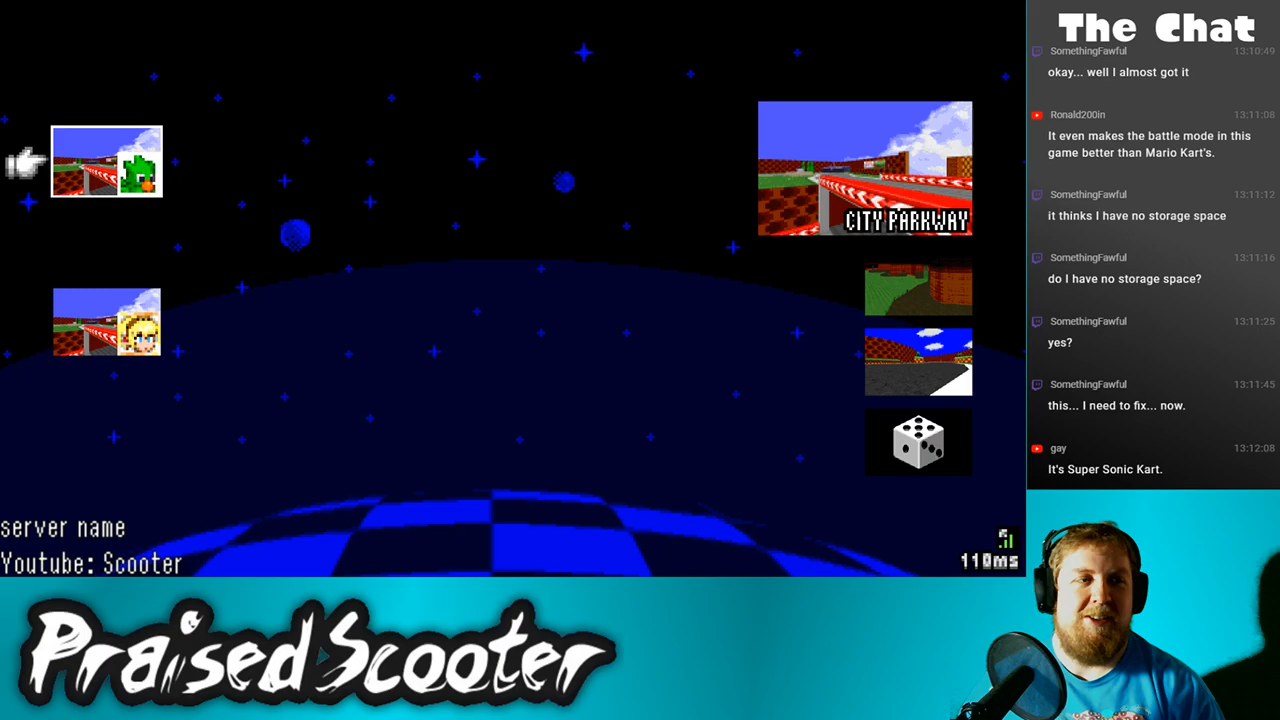 The Chat
SomethingFawful 13:10:49
okay... well I almost got it
Ronald200in 13:11:08
It even makes the battle mode in this
game better than Mario Kart's.
SomethingFawful 13:11:12
it thinks I have no storage space
SomethingFawful 13:11:16
do I have no storage space?
SomethingFawful 13:11:25
yes?
SomethingFawful 13:11:45
this... I need to fix... now.
gay 13:12:08
It's Super Sonic Kart.
CITY PARKWAY
server name
Youtube: Scooter
110ms
PraisedScooter